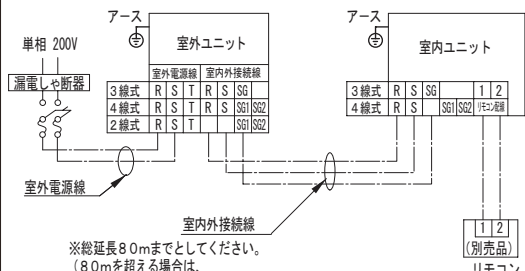 アース
室外ユニット
単相 200V
漏電しゃ断器
室外電源線 室内外接続線
3線式 R S T R S SG
4線式 R S T R S SG1 SG2
2線式 R S T SG1 SG2
室外電源線
室内外接続線
アース
室内ユニット
3線式 R S SG 1 2
4線式 R S SG1 SG2 リモコン配線
1 2
(別売品)
リモコン
※総延長80mまでとしてください。
(80mを超える場合は、